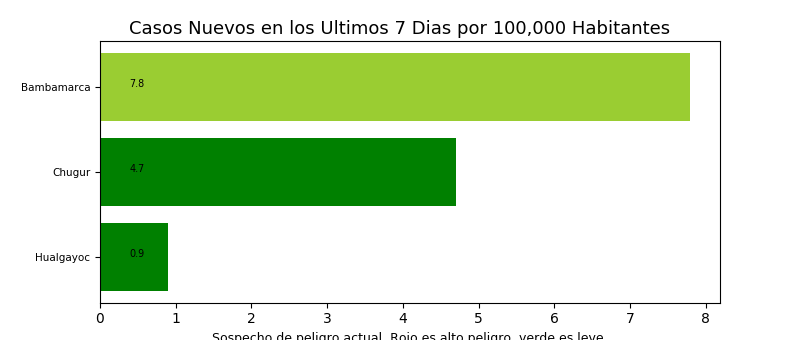 Casos Nuevos en los Ultimos 7 Dias por 100,000 Habitantes
Bambamarca
7.8
Chugur
4.7
Hualgayoc
0.9
0 1 2 3 4 5 6 7 8
Sospecho de peligro actual. Rojo es alto peligro, verde es leve